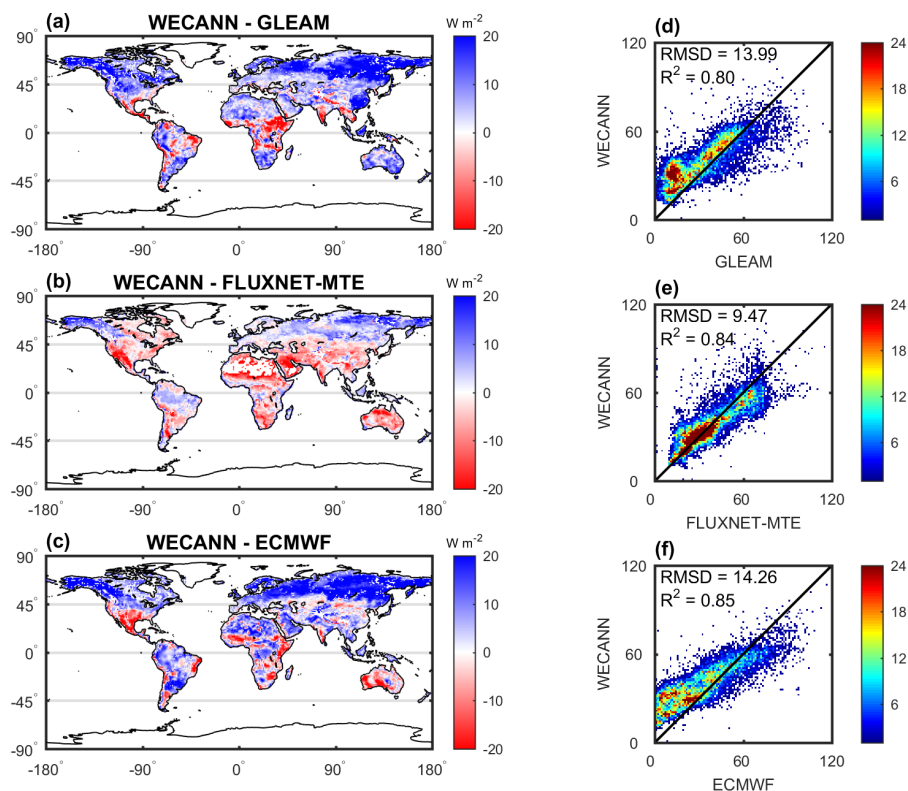 (a) WECANN - GLEAM W m-2
90° 45° 0° -45° -90°
-180° -90° 0° 90° 180°
20 10 0 -10 -20
(d)
RMSD = 13.99
R2 = 0.80
120 60 0
WECANN
0 60 120
GLEAM
24 18 12 6
(b) WECANN - FLUXNET-MTE W m-2
90° 45° 0° -45° -90°
-180° -90° 0° 90° 180°
20 10 0 -10 -20
(e)
RMSD = 9.47
R2 = 0.84
120 60 0
WECANN
0 60 120
FLUXNET-MTE
24 18 12 6
(c) WECANN - ECMWF W m-2
90° 45° 0° -45° -90°
-180° -90° 0° 90° 180°
20 10 0 -10 -20
(f)
RMSD = 14.26
R2 = 0.85
120 60 0
WECANN
0 60 120
ECMWF
24 18 12 6